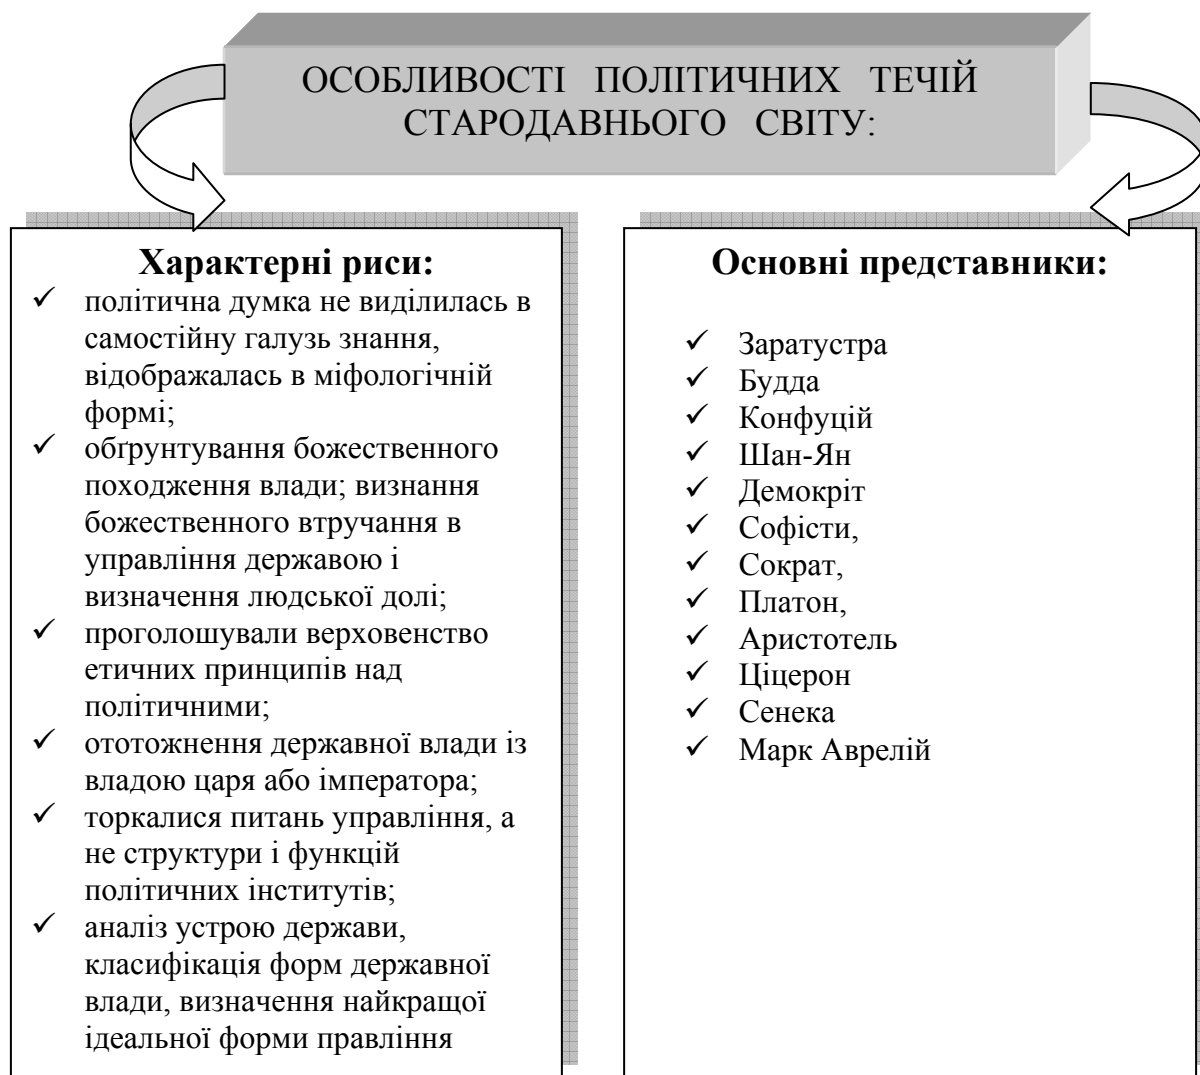 ОСОБЛИВОСТІ ПОЛІТИЧНИХ ТЕЧІЙ
СТАРОДАВНЬОГО СВІТУ:
Характерні риси:
✓ політична думка не виділилась в
самостійну галузь знання,
відображалась в міфологічній
формі;
✓ обґрунтування божественного
походження влади; визнання
божественного втручання в
управління державою і
визначення людської долі;
✓ проголошували верховенство
етичних принципів над
політичними;
✓ ототожнення державної влади із
владою царя або імператора;
✓ торкалися питань управління, а
не структури і функцій
політичних інститутів;
✓ аналіз устрою держави,
класифікація форм державної
влади, визначення найкращої
ідеальної форми правління
Основні представники:
✓ Заратустра
✓ Будда
✓ Конфуцій
✓ Шан-Ян
✓ Демокріт
✓ Софісти,
✓ Сократ,
✓ Платон,
✓ Аристотель
✓ Ціцерон
✓ Сенека
✓ Марк Аврелій